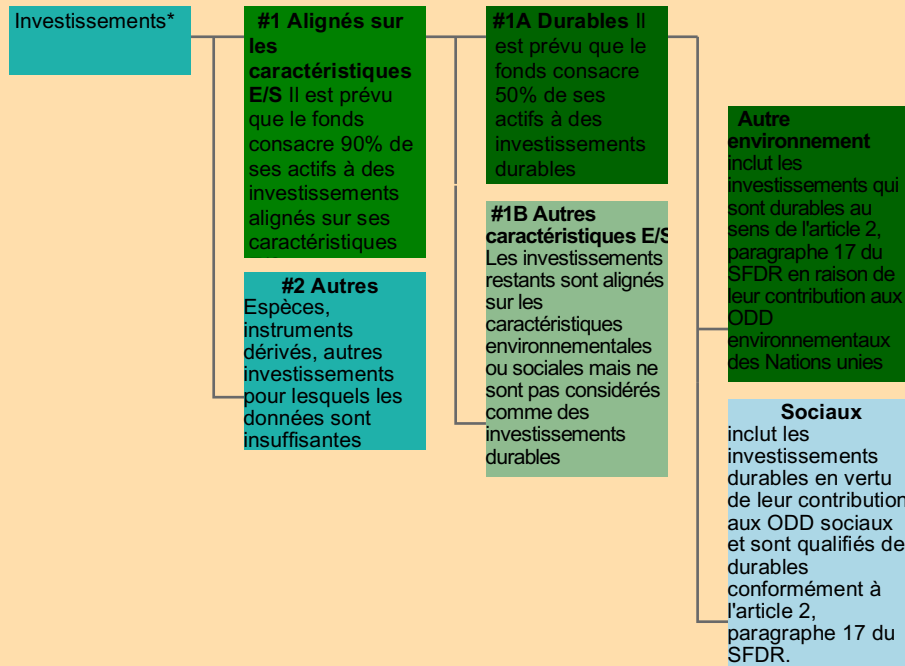 Investissements*
#1 Alignés sur
les
caractéristiques
E/S Il est prévu
que le fonds
consacre 90% de
ses actifs à des
investissements
alignés sur ses
caractéristiques
#2 Autres
Espèces,
instruments
dérivés, autres
investissements
pour lesquels les
données sont
insuffisantes
#1A Durables Il
est prévu que le
fonds consacre
50% de ses
actifs à des
investissements
durables
#1B Autres
caractéristiques E/S
Les investissements
restants sont alignés
sur les
caractéristiques
environnementales
ou sociales mais ne
sont pas considérés
comme des
investissements
durables
Autre
environnement
inclut les
investissements qui
sont durables au
sens de l'article 2,
paragraphe 17 du
SFDR en raison de
leur contribution aux
ODD
environnementaux
des Nations unies
Sociaux
inclut les
investissements
durables en vertu
de leur contribution
aux ODD sociaux
et sont qualifiés de
durables
conformément à
l'article 2,
paragraphe 17 du
SFDR.